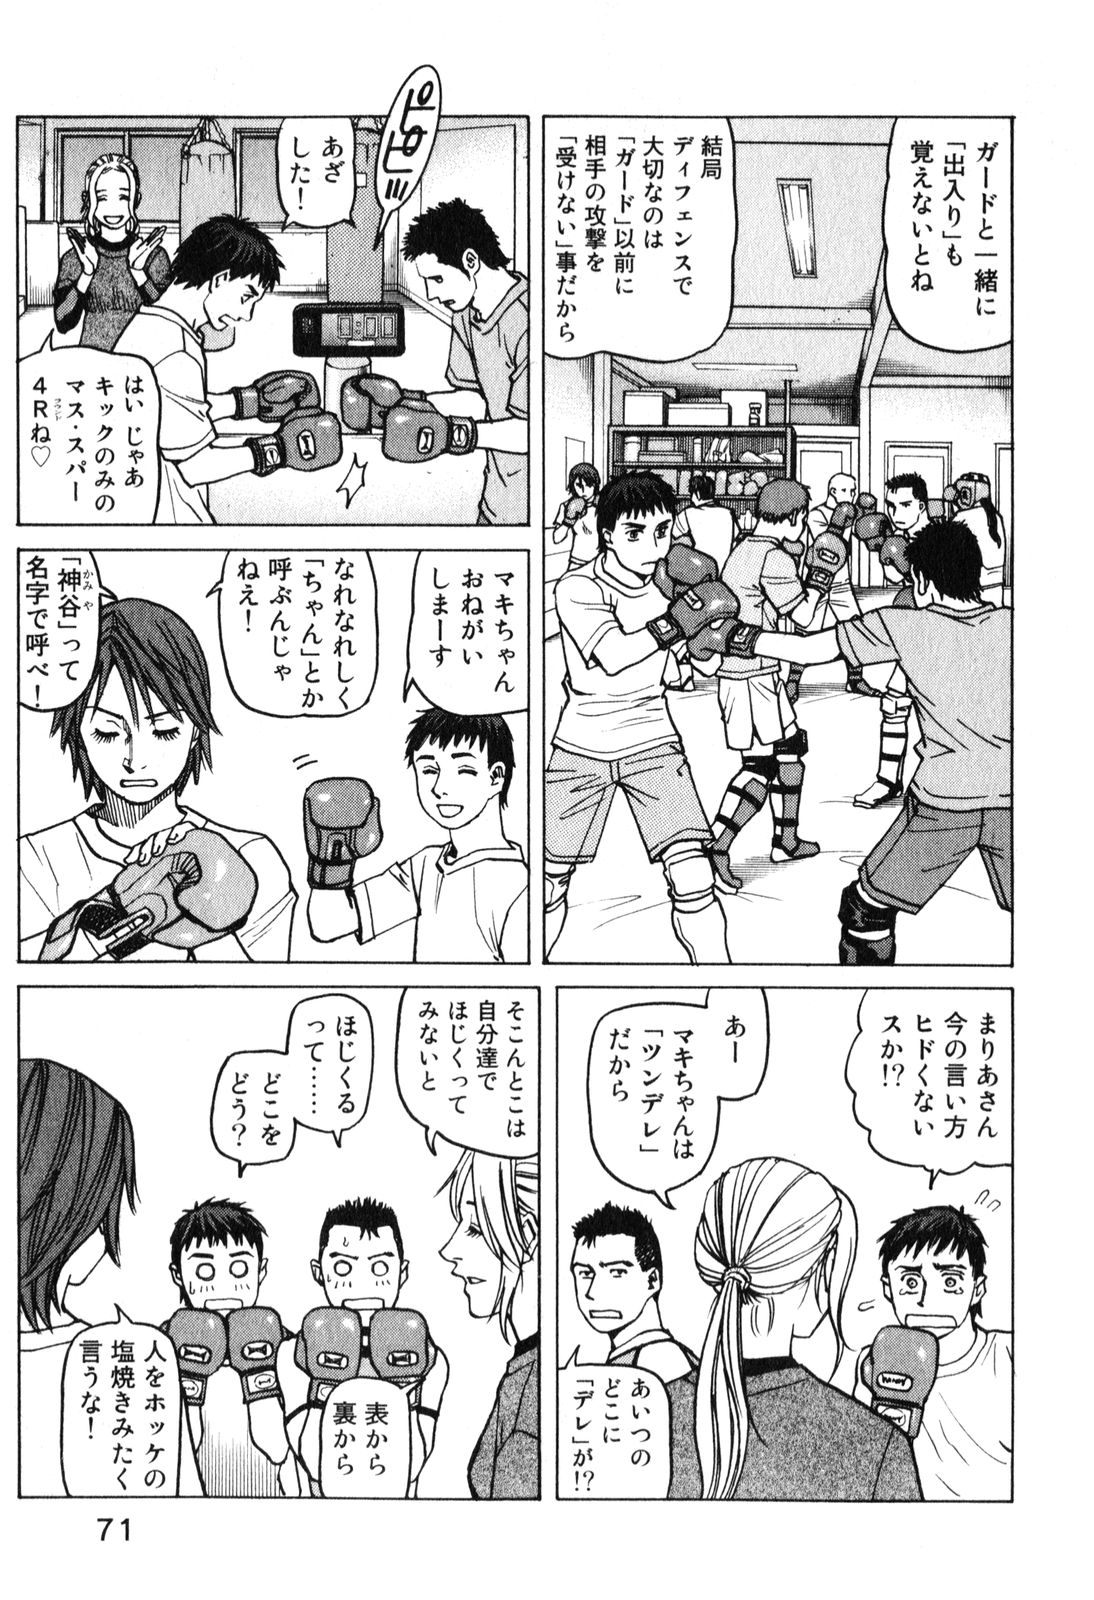 ガードと一緒に
「出入り」も
覚えないとね
結局
ディフェンスで
大切なのは
「ガード」以前に
相手の攻撃を
「受けない」事だから
ピピピッ
あざ
した!
はい じゃあ
キックのみの
マス・スパー
4Rね♡
ラウンド
マキちゃん
おねがい
しまーす
なれなれしく
「ちゃん」とか
呼ぶんじゃ
ねえ!
「神谷」って
かみや
名字で呼べ!
まりあさん
今の言い方
ヒドくない
スか!?
あー
マキちゃんは
「ツンデレ」
だから
あいつの
どこに
「デレ」が!?
そこんとこは
自分達で
ほじくって
みないと
ほじくる
って……
どこを
どう?
表から
裏から
人をホッケの
塩焼きみたく
言うな!
71